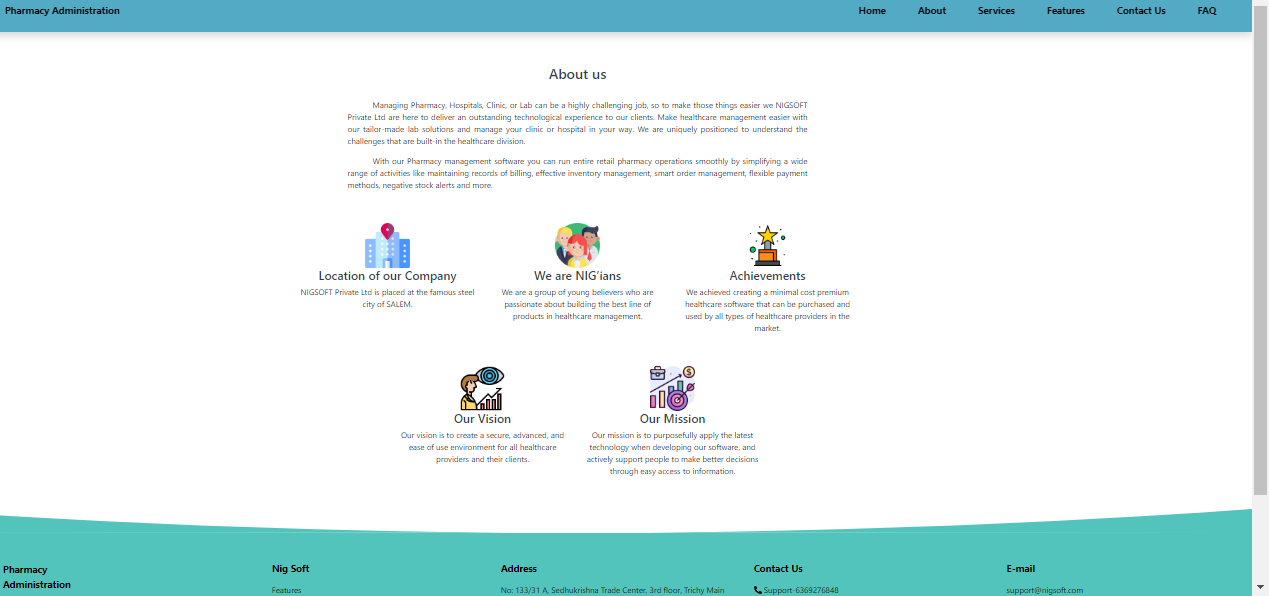 Pharmacy Administration
Home About Services Features Contact Us FAQ
About us
Managing Pharmacy, Hospitals, Clinic, or Lab can be a highly challenging job, so to make those things easier we NIGSOFT
Private Ltd are here to deliver an outstanding technological experience to our clients. Make healthcare management easier with
our tailor-made lab solutions and manage your clinic or hospital in your way. We are uniquely positioned to understand the
challenges that are built-in the healthcare division.
With our Pharmacy management software you can run entire retail pharmacy operations smoothly by simplifying a wide
range of activities like maintaining records of billing, effective inventory management, smart order management, flexible payment
methods, negative stock alerts and more.
Location of our Company
NIGSOFT Private Ltd is placed at the famous steel
city of SALEM.
We are NIG'ians
We are a group of young believers who are
passionate about building the best line of
products in healthcare management.
Achievements
We achieved creating a minimal cost premium
healthcare software that can be purchased and
used by all types of healthcare providers in the
market.
Our Vision
Our vision is to create a secure, advanced, and
ease of use environment for all healthcare
providers and their clients.
Our Mission
Our mission is to purposefully apply the latest
technology when developing our software, and
actively support people to make better decisions
through easy access to information.
Pharmacy
Administration
Nig Soft
Features
Address
No: 133/31 A, Sedhukrishna Trade Center, 3rd floor, Trichy Main
Contact Us
Support-6369276848
E-mail
support@nigsoft.com